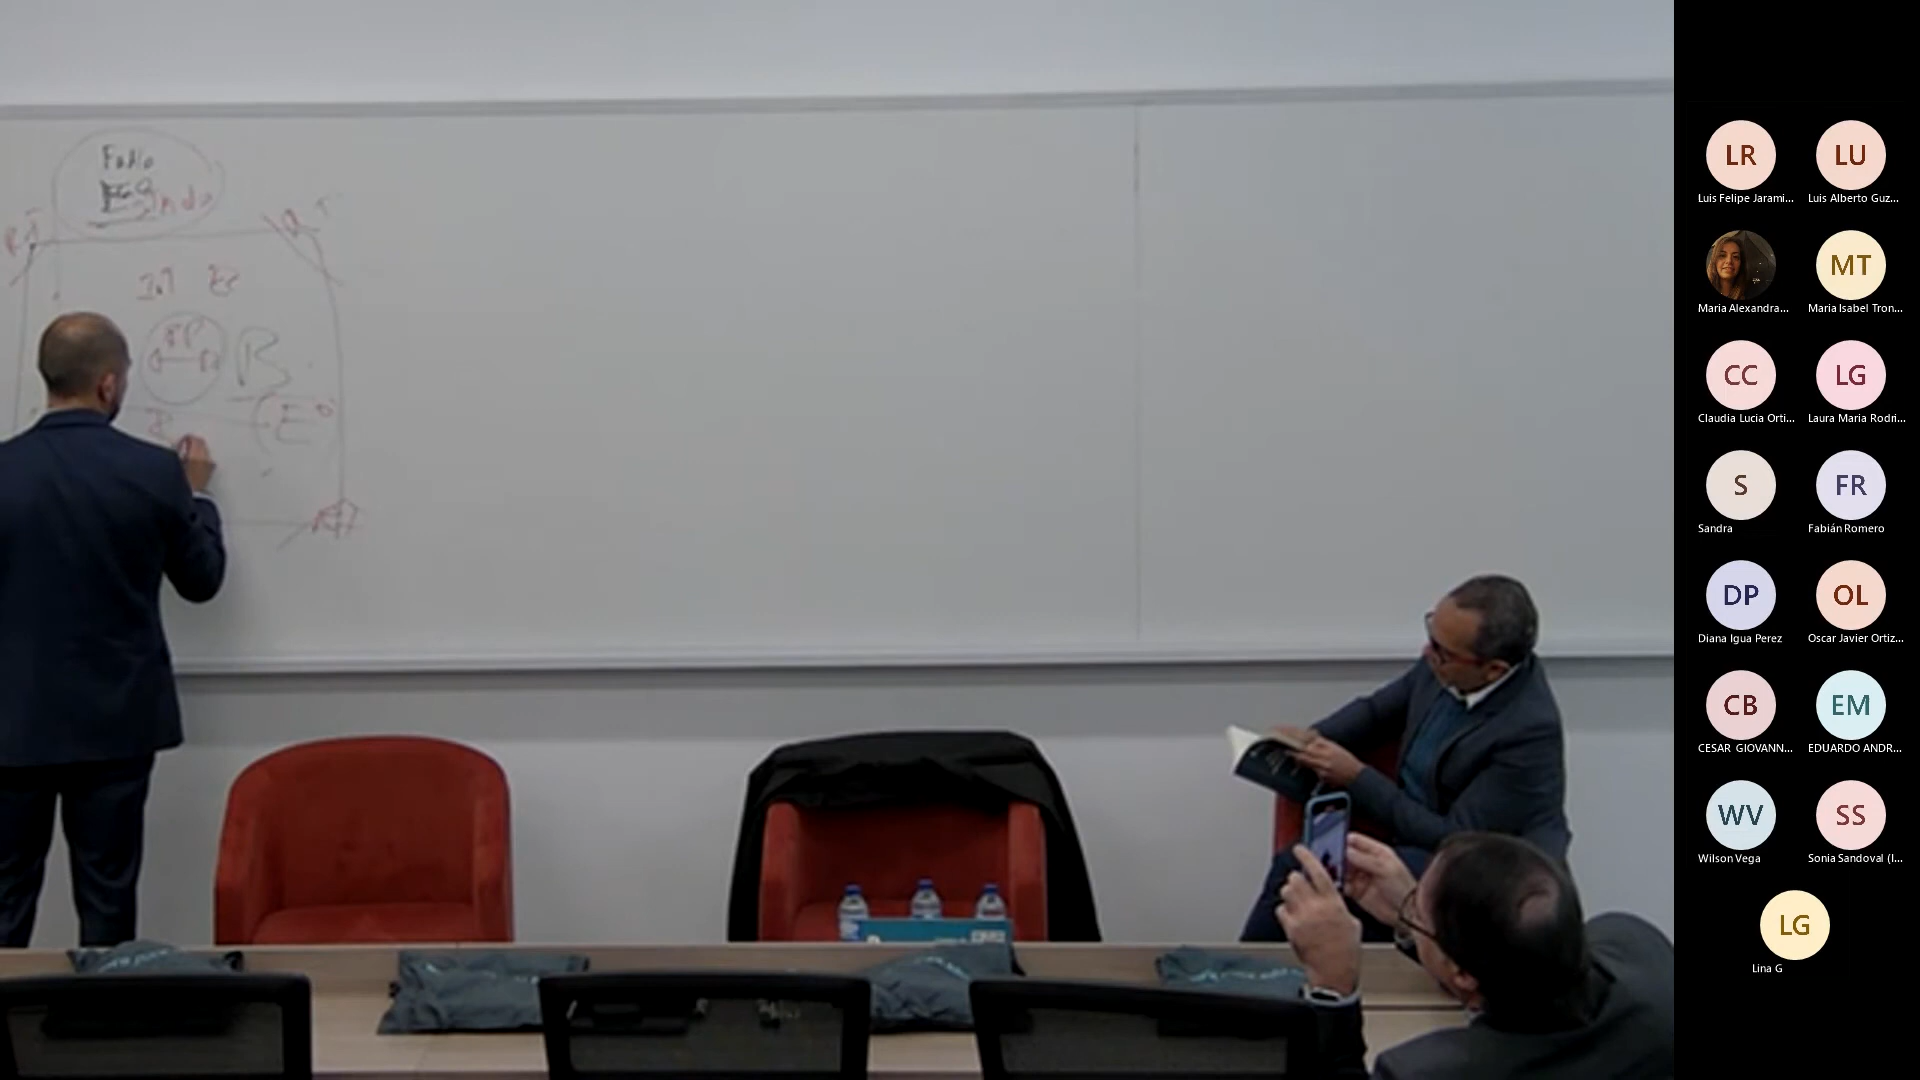 Fallo
Int
B
E
LR
LU
Luis Felipe Jarami...
Luis Alberto Guz...
MT
Maria Alexandra...
Maria Isabel Tron...
CC
LG
Claudia Lucia Orti...
Laura Maria Rodri...
S
FR
Sandra
Fabián Romero
DP
OL
Diana Igua Perez
Oscar Javier Ortiz...
CB
EM
CESAR GIOVANN...
EDUARDO ANDR...
WV
SS
Wilson Vega
Sonia Sandoval (I...
LG
Lina G